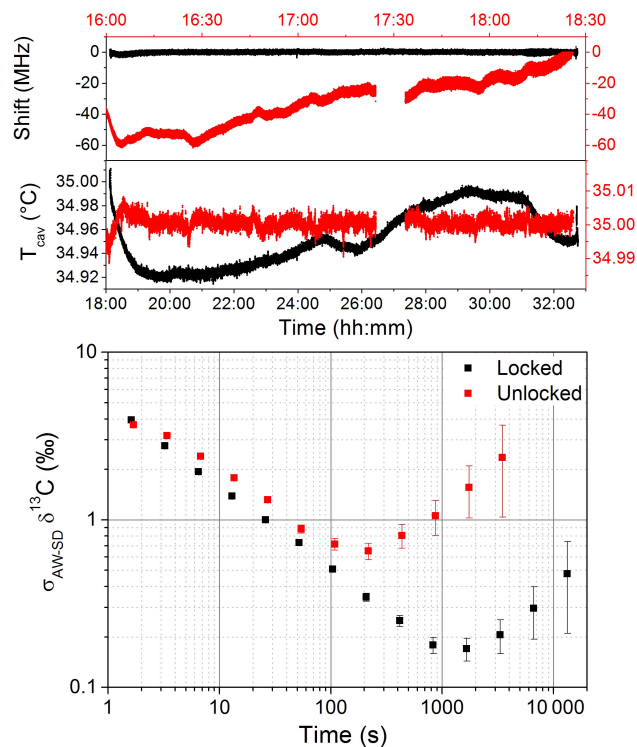 16:00 16:30 17:00 17:30 18:00 18:30
Shift (MHz)
0 -20 -40 -60
0 -20 -40 -60
T_cav (°C)
35.00 34.98 34.96 34.94 34.92
35.01 35.00 34.99
18:00 20:00 22:00 24:00 26:00 28:00 30:00 32:00
Time (hh:mm)
σ_AW-SD δ¹³C (‰)
10
1
0.1
Locked
Unlocked
1 10 100 1000 10 000
Time (s)